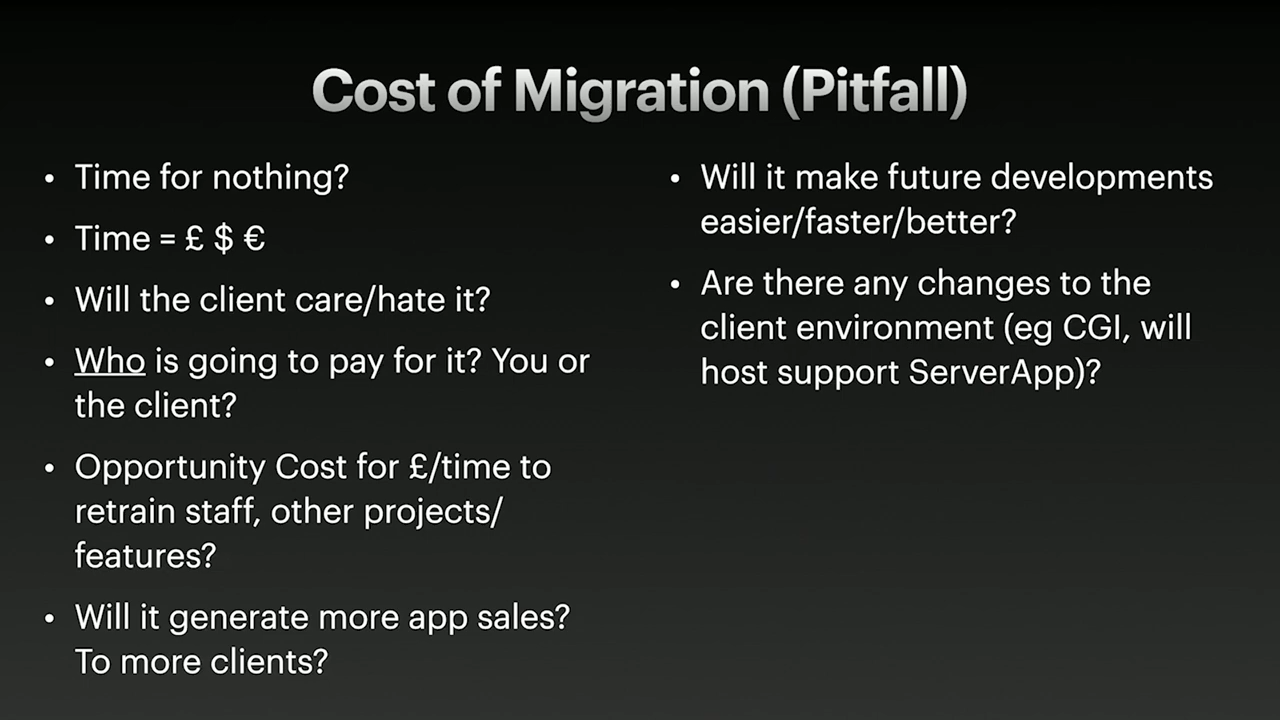 Cost of Migration (Pitfall)
• Time for nothing?
• Time = £ $ €
• Will the client care/hate it?
• Who is going to pay for it? You or
the client?
• Opportunity Cost for £/time to
retrain staff, other projects/
features?
• Will it generate more app sales?
To more clients?
• Will it make future developments
easier/faster/better?
• Are there any changes to the
client environment (eg CGI, will
host support ServerApp)?